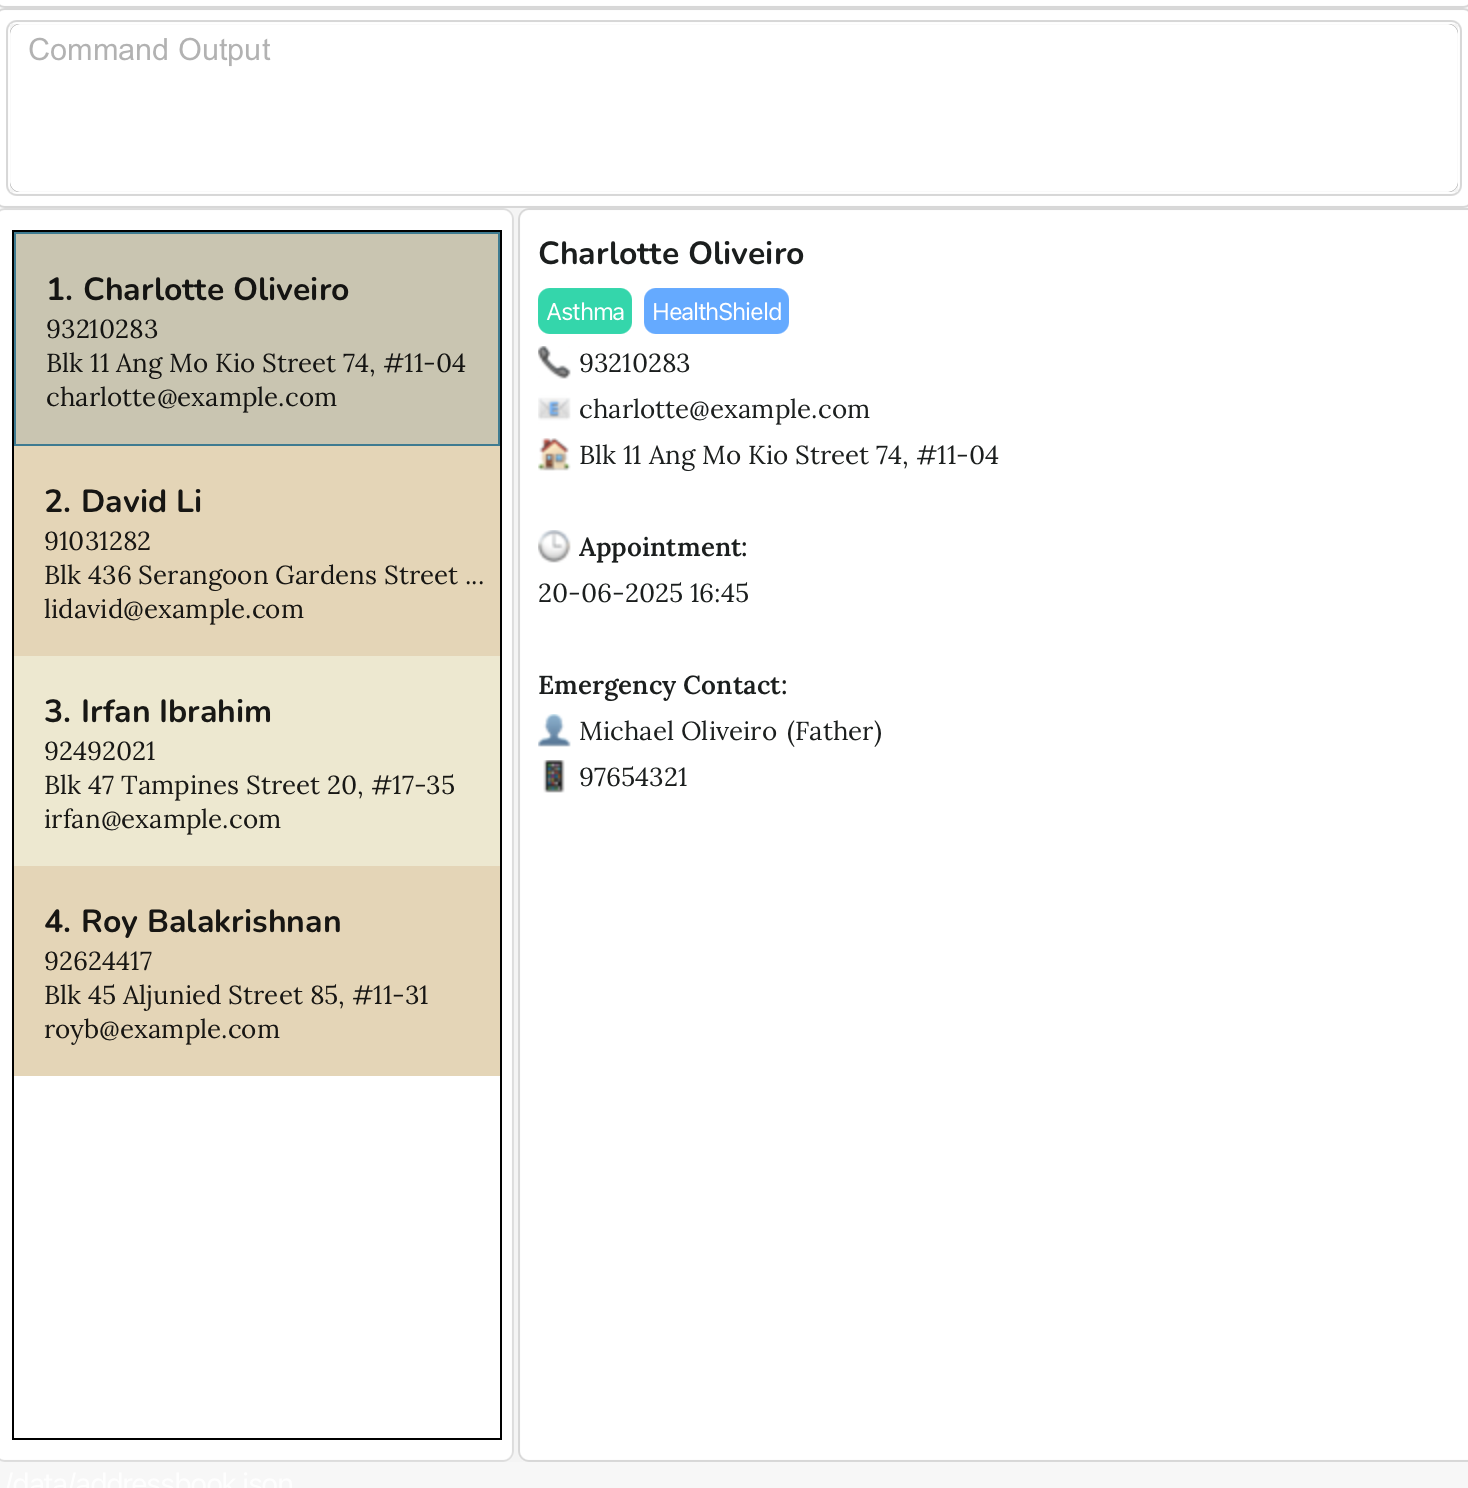 Command Output
1. Charlotte Oliveiro
93210283
Blk 11 Ang Mo Kio Street 74, #11-04
charlotte@example.com
2. David Li
91031282
Blk 436 Serangoon Gardens Street ...
lidavid@example.com
3. Irfan Ibrahim
92492021
Blk 47 Tampines Street 20, #17-35
irfan@example.com
4. Roy Balakrishnan
92624417
Blk 45 Aljunied Street 85, #11-31
royb@example.com
Charlotte Oliveiro
Asthma HealthShield
93210283
charlotte@example.com
Blk 11 Ang Mo Kio Street 74, #11-04
Appointment:
20-06-2025 16:45
Emergency Contact:
Michael Oliveiro (Father)
97654321
/data/addressbook.json